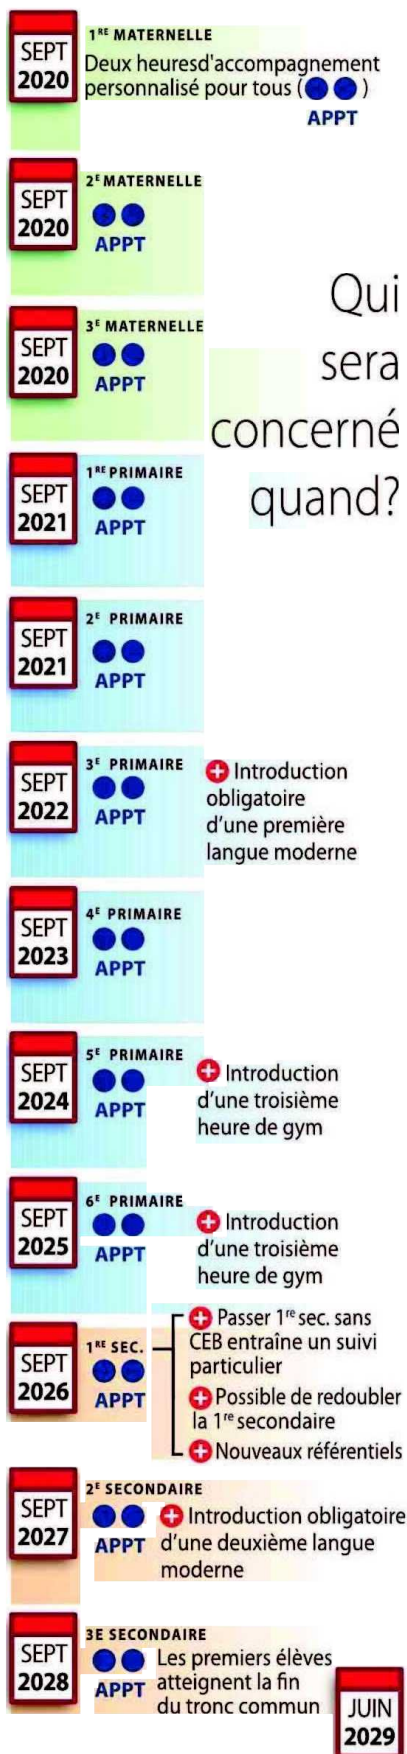 SEPT
2020
1RE MATERNELLE
Deux heuresd'accompagnement
personnalisé pour tous ( )
APPT
SEPT
2020
2E MATERNELLE
APPT
SEPT
2020
3E MATERNELLE
APPT
Qui
sera
concerné
quand?
SEPT
2021
1RE PRIMAIRE
APPT
SEPT
2021
2E PRIMAIRE
APPT
SEPT
2022
3E PRIMAIRE
APPT
Introduction
obligatoire
d'une première
langue moderne
SEPT
2023
4E PRIMAIRE
APPT
SEPT
2024
5E PRIMAIRE
APPT
Introduction
d'une troisième
heure de gym
SEPT
2025
6E PRIMAIRE
APPT
Introduction
d'une troisième
heure de gym
SEPT
2026
1RE SEC.
APPT
Passer 1re sec. sans
CEB entraîne un suivi
particulier
Possible de redoubler
la 1re secondaire
Nouveaux référentiels
SEPT
2027
2E SECONDAIRE
APPT
Introduction obligatoire
d'une deuxième langue
moderne
SEPT
2028
3E SECONDAIRE
APPT
Les premiers élèves
atteignent la fin
du tronc commun
JUIN
2029